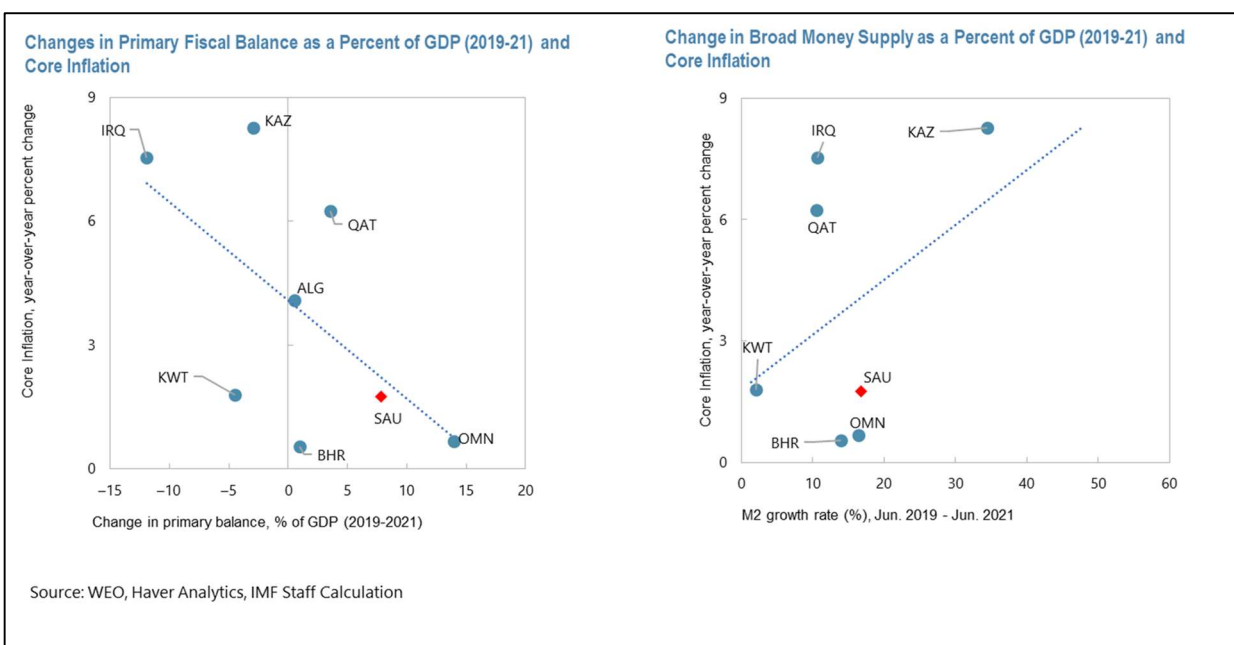 Changes in Primary Fiscal Balance as a Percent of GDP (2019-21) and
Core Inflation
Core Inflation, year-over-year percent change
9
6
3
0
IRQ
KAZ
QAT
ALG
KWT
SAU
BHR
OMN
–15 –10 –5 0 5 10 15 20
Change in primary balance, % of GDP (2019-2021)
Change in Broad Money Supply as a Percent of GDP (2019-21) and
Core Inflation
Core Inflation, year-over-year percent change
9
6
3
0
IRQ
KAZ
QAT
KWT
SAU
OMN
BHR
0 10 20 30 40 50 60
M2 growth rate (%), Jun. 2019 - Jun. 2021
Source: WEO, Haver Analytics, IMF Staff Calculation